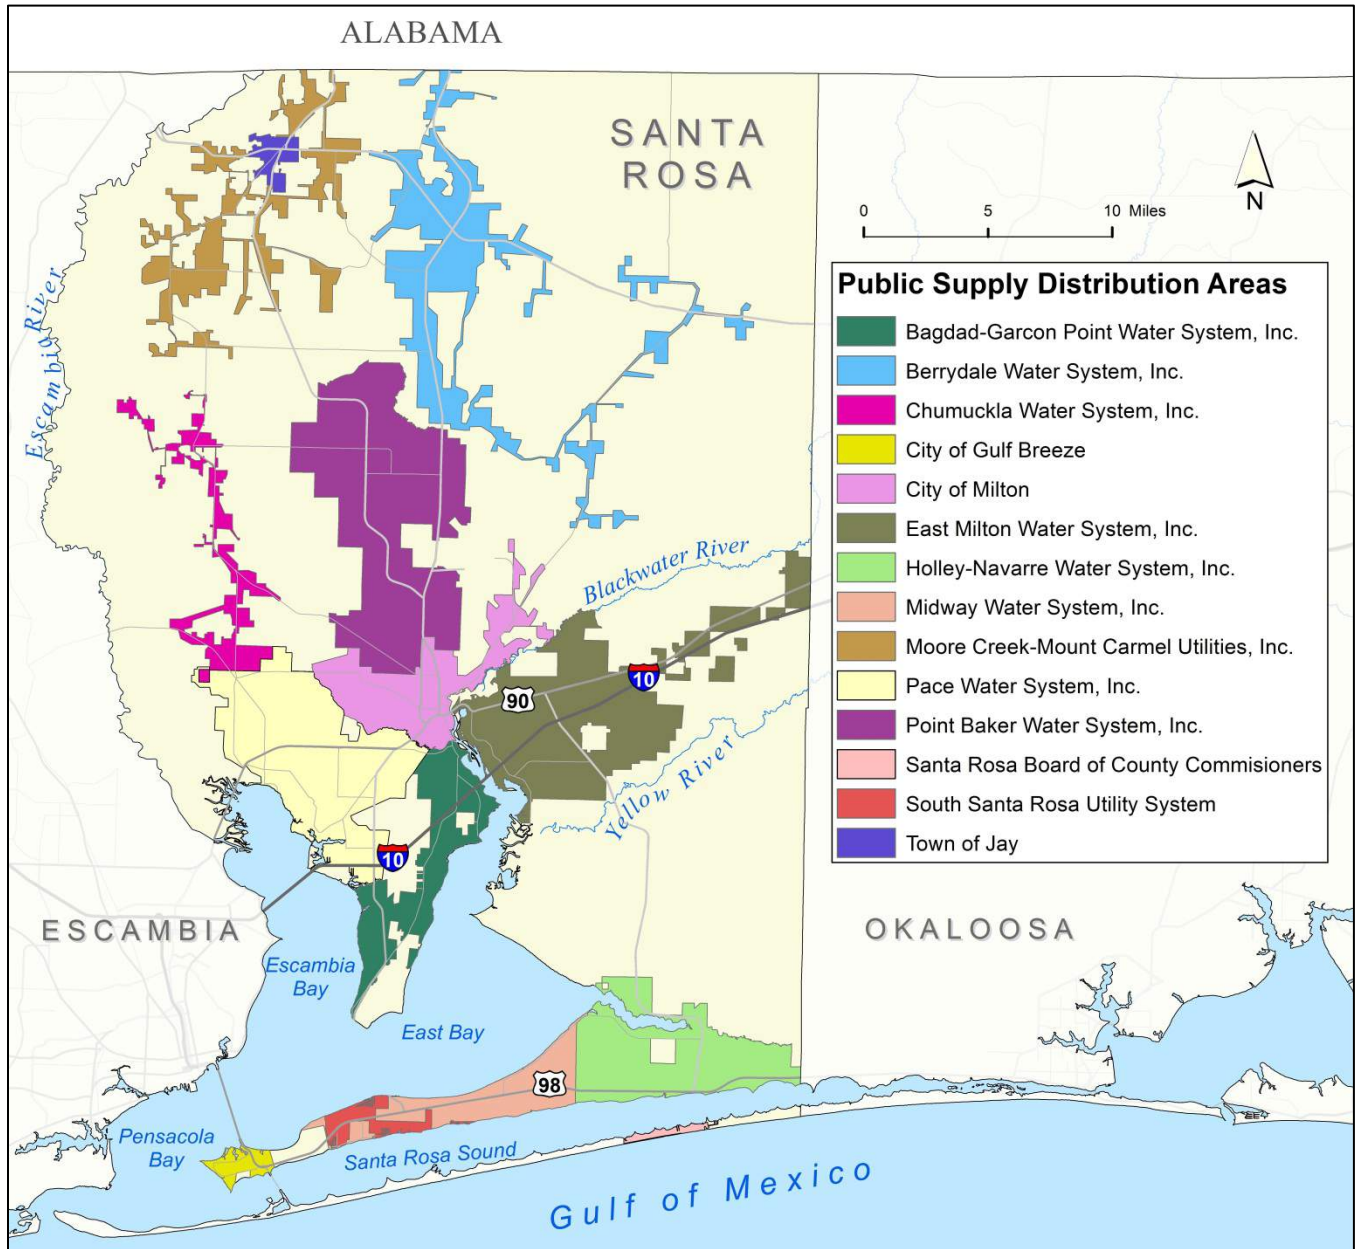 ALABAMA
SANTA
ROSA
N
0 5 10 Miles
Escambia River
Public Supply Distribution Areas
Bagdad-Garcon Point Water System, Inc.
Berrydale Water System, Inc.
Chumuckla Water System, Inc.
City of Gulf Breeze
City of Milton
East Milton Water System, Inc.
Holley-Navarre Water System, Inc.
Midway Water System, Inc.
Moore Creek-Mount Carmel Utilities, Inc.
Pace Water System, Inc.
Point Baker Water System, Inc.
Santa Rosa Board of County Commisioners
South Santa Rosa Utility System
Town of Jay
Blackwater River
10
90
Yellow River
10
ESCAMBIA
OKALOOSA
Escambia
Bay
East Bay
98
Pensacola
Bay
Santa Rosa Sound
Gulf of Mexico